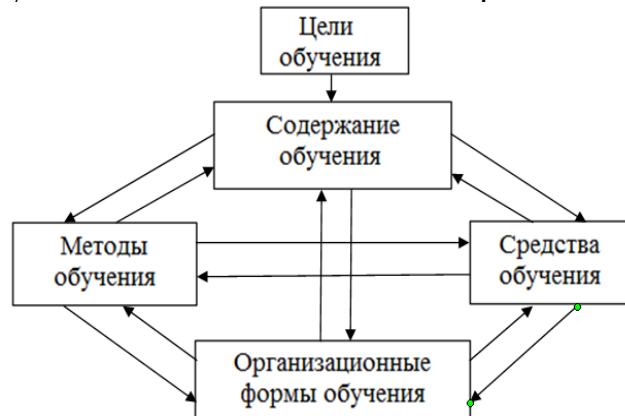 Цели
обучения
Содержание
обучения
Методы
обучения
Средства
обучения
Организационные
формы обучения